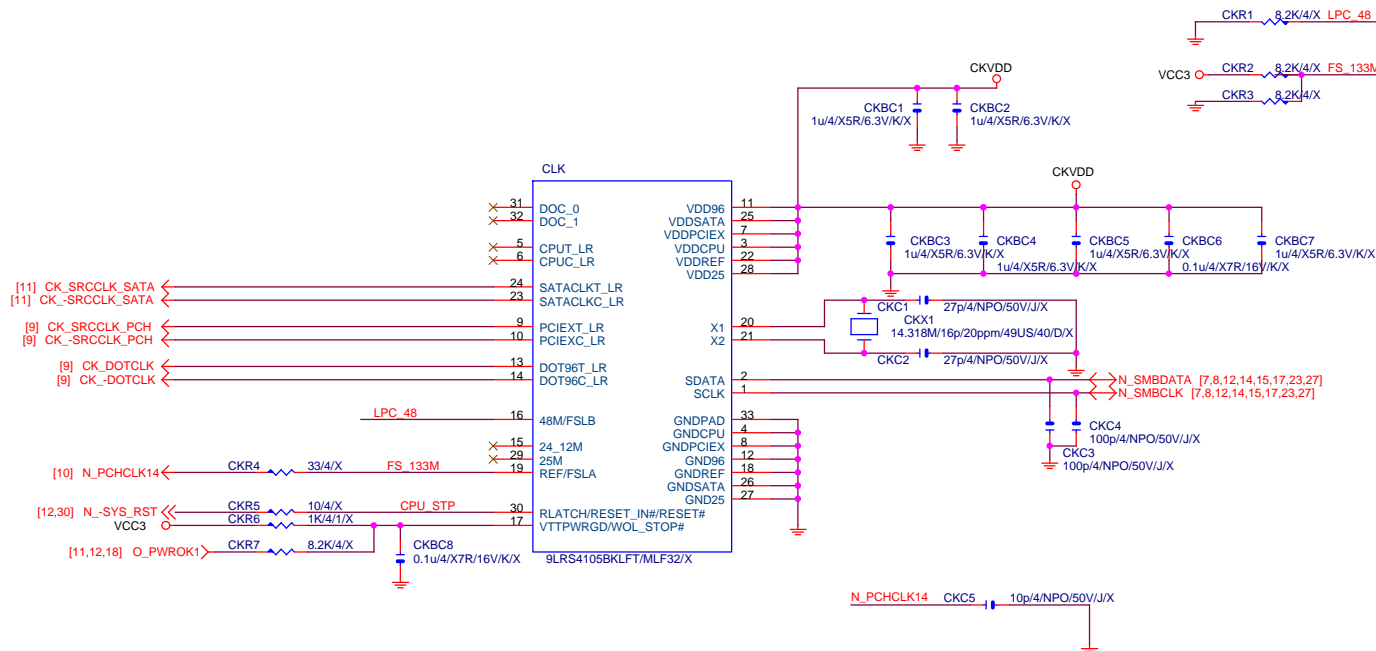 CKR1 8.2K/4/X LPC_48
CKVDD
VCC3 CKR2 8.2K/4/X FS_133M
CKR3 8.2K/4/X
CKBC1 CKBC2
1u/4/X5R/6.3V/K/X 1u/4/X5R/6.3V/K/X
CLK
CKVDD
31 DOC_0 VDD96 11
32 DOC_1 VDDSATA 25
VDDPCIEX 7
5 CPUT_LR VDDCPU 3
6 CPUC_LR VDDREF 22
VDD25 28
CKBC3 CKBC4 CKBC5 CKBC6 CKBC7
1u/4/X5R/6.3V/K/X 1u/4/X5R/6.3V/K/X 1u/4/X5R/6.3V/K/X 0.1u/4/X7R/16V/K/X 1u/4/X5R/6.3V/K/X
[11] CK_SRCCLK_SATA 24 SATACLKT_LR
[11] CK_-SRCCLK_SATA 23 SATACLKC_LR
CKC1 27p/4/NPO/50V/J/X
CKX1
[9] CK_SRCCLK_PCH 9 PCIEXT_LR X1 20
14.318M/16p/20ppm/49US/40/D/X
[9] CK_-SRCCLK_PCH 10 PCIEXC_LR X2 21
CKC2 27p/4/NPO/50V/J/X
[9] CK_DOTCLK 13 DOT96T_LR
[9] CK_-DOTCLK 14 DOT96C_LR SDATA 2 N_SMBDATA [7,8,12,14,15,17,23,27]
SCLK 1 N_SMBCLK [7,8,12,14,15,17,23,27]
LPC_48 16 48M/FSLB GNDPAD 33
GNDCPU 4
CKC4
100p/4/NPO/50V/J/X
15 24_12M GNDPCIEX 8
29 25M GND96 12
CKC3
100p/4/NPO/50V/J/X
[10] N_PCHCLK14 CKR4 33/4/X FS_133M 19 REF/FSLA GNDREF 18
GNDSATA 26
GND25 27
[12,30] N_-SYS_RST CKR5 10/4/X CPU_STP 30 RLATCH/RESET_IN#/RESET#
VCC3 CKR6 1K/4/1/X 17 VTTPWRGD/WOL_STOP#
[11,12,18] O_PWROK1 CKR7 8.2K/4/X
CKBC8
0.1u/4/X7R/16V/K/X
9LRS4105BKLFT/MLF32/X
N_PCHCLK14 CKC5 10p/4/NPO/50V/J/X